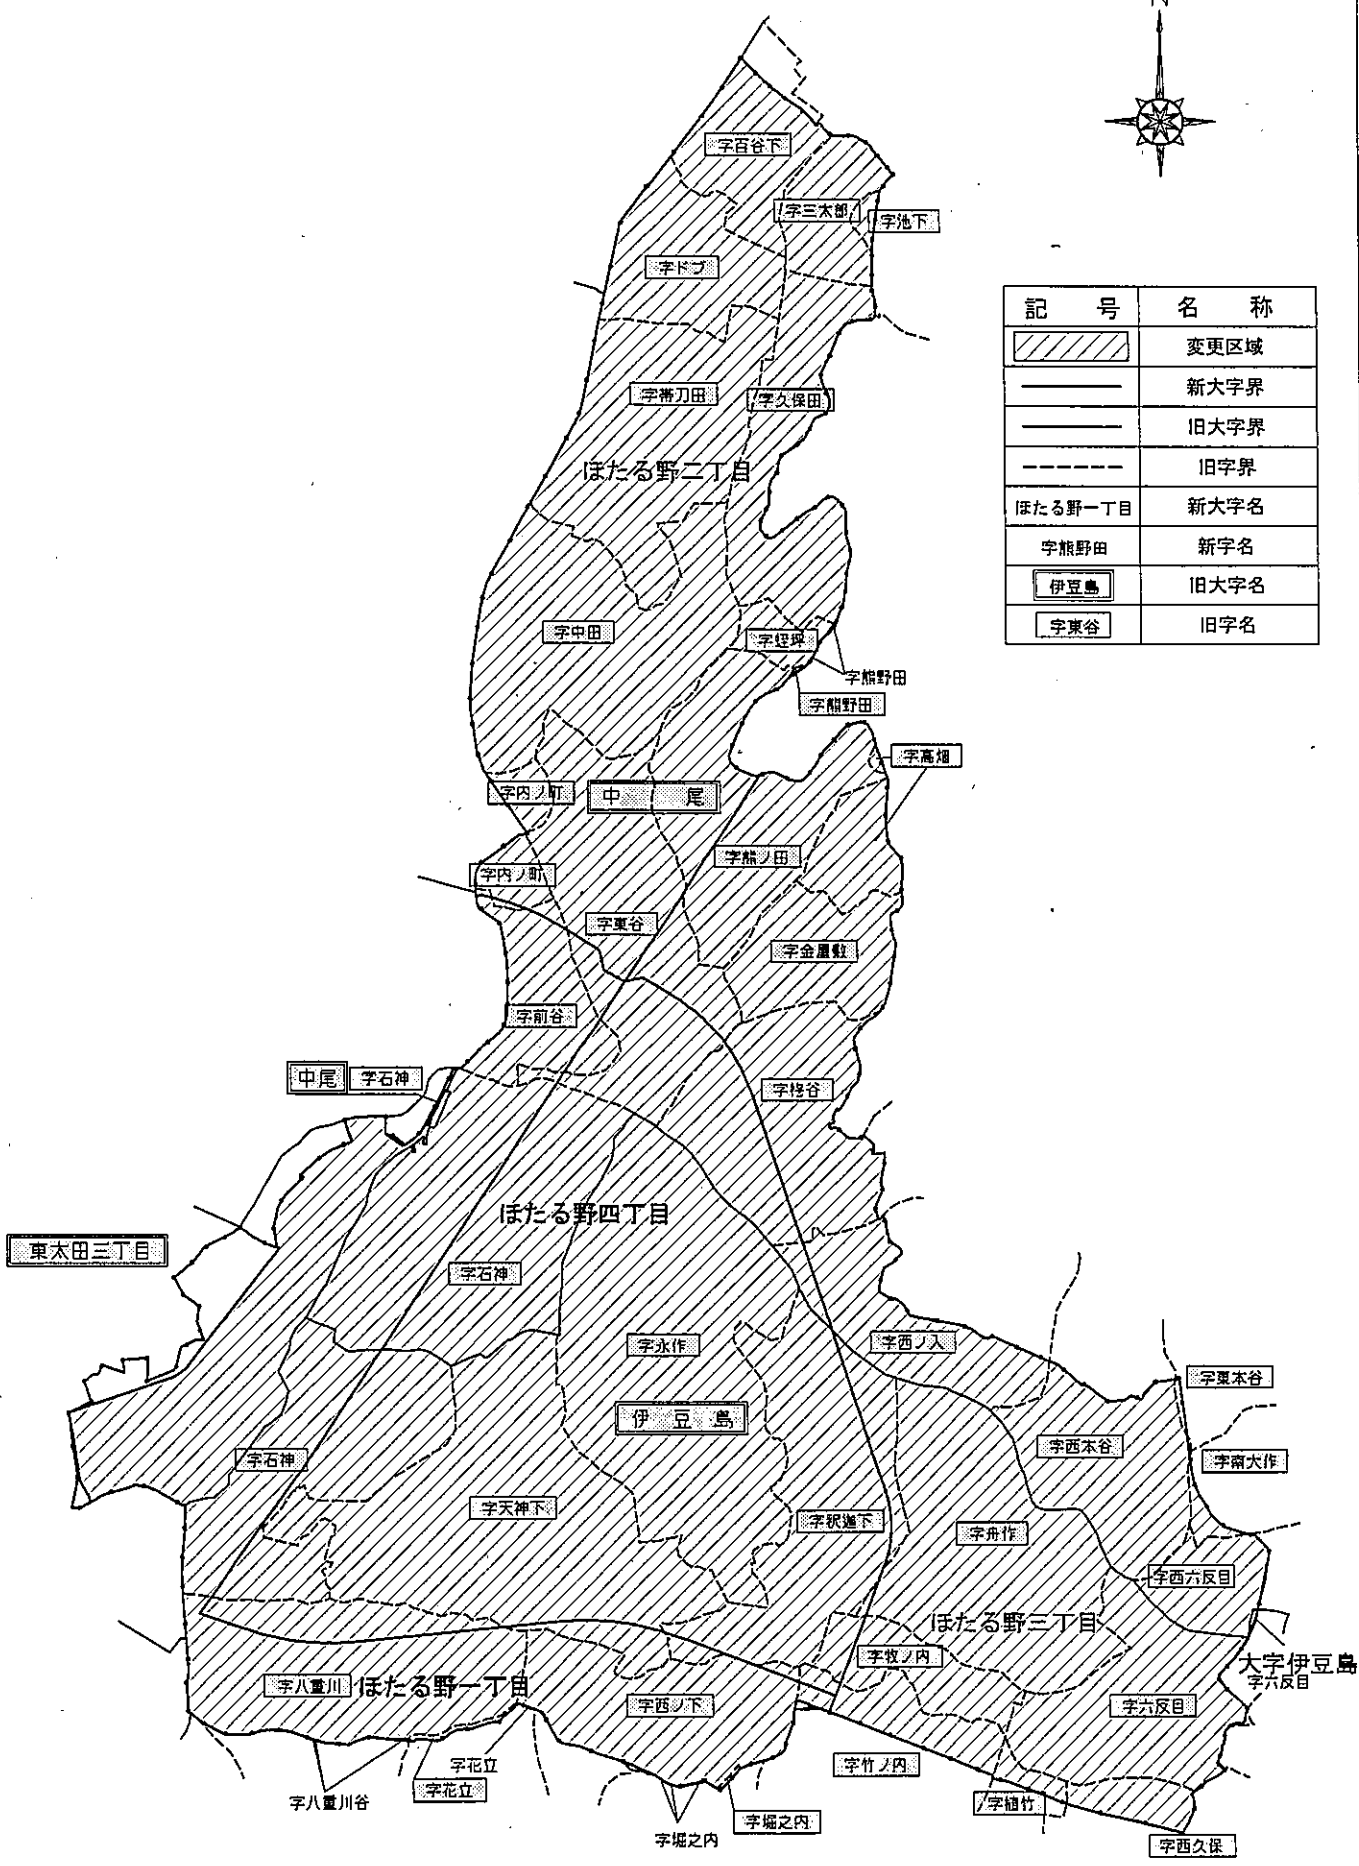 N
字百谷下
字三太郎
字池下
字ドブ
記 号 名 称
変更区域
新大字界
旧大字界
旧字界
ほたる野一丁目 新大字名
字熊野田 新字名
伊豆島 旧大字名
字東谷 旧字名
字帯刀田
字久保田
ほたる野二丁目
字中田
字蛭坪
字熊野田
字熊野田
字高畑
字内ノ町
中 尾
字熊ノ田
字内ノ町
字東谷
字金屋敷
字前谷
中尾 字石神
字柊谷
ほたる野四丁目
東太田三丁目
字石神
字永作
字西ノ入
字東本谷
伊 豆 島
字西本谷
字石神
字南大作
字天神下
字釈迦下
字舟作
字西六反目
ほたる野三丁目
字牧ノ内
大字伊豆島
字六反目
字八重川
ほたる野一丁目
字西ノ下
字六反目
字花立
字竹ノ内
字花立
字八重川谷
字植竹
字堀之内
字堀之内
字西久保